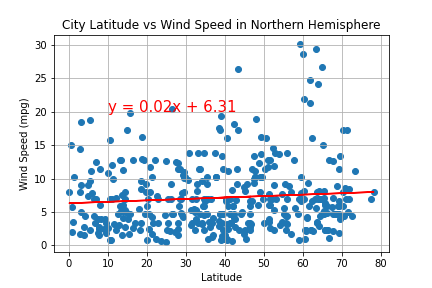 City Latitude vs Wind Speed in Northern Hemisphere
30
25
20
15
10
5
0
Wind Speed (mpg)
y = 0.02x + 6.31
0 10 20 30 40 50 60 70 80
Latitude